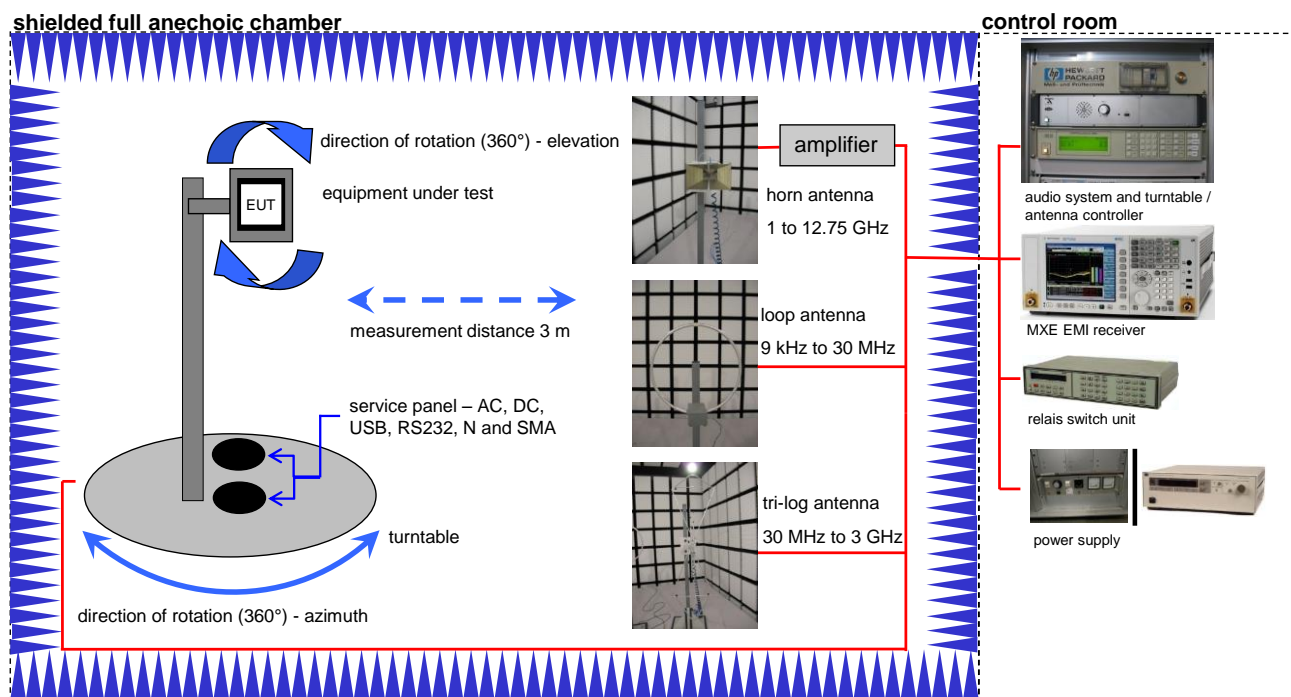 shielded full anechoic chamber
control room
direction of rotation (360°) - elevation
equipment under test
EUT
measurement distance 3 m
service panel – AC, DC,
USB, RS232, N and SMA
turntable
direction of rotation (360°) - azimuth
amplifier
horn antenna
1 to 12.75 GHz
loop antenna
9 kHz to 30 MHz
tri-log antenna
30 MHz to 3 GHz
hp
HEWLETT
PACKARD
audio system and turntable /
antenna controller
MXE EMI receiver
relais switch unit
power supply